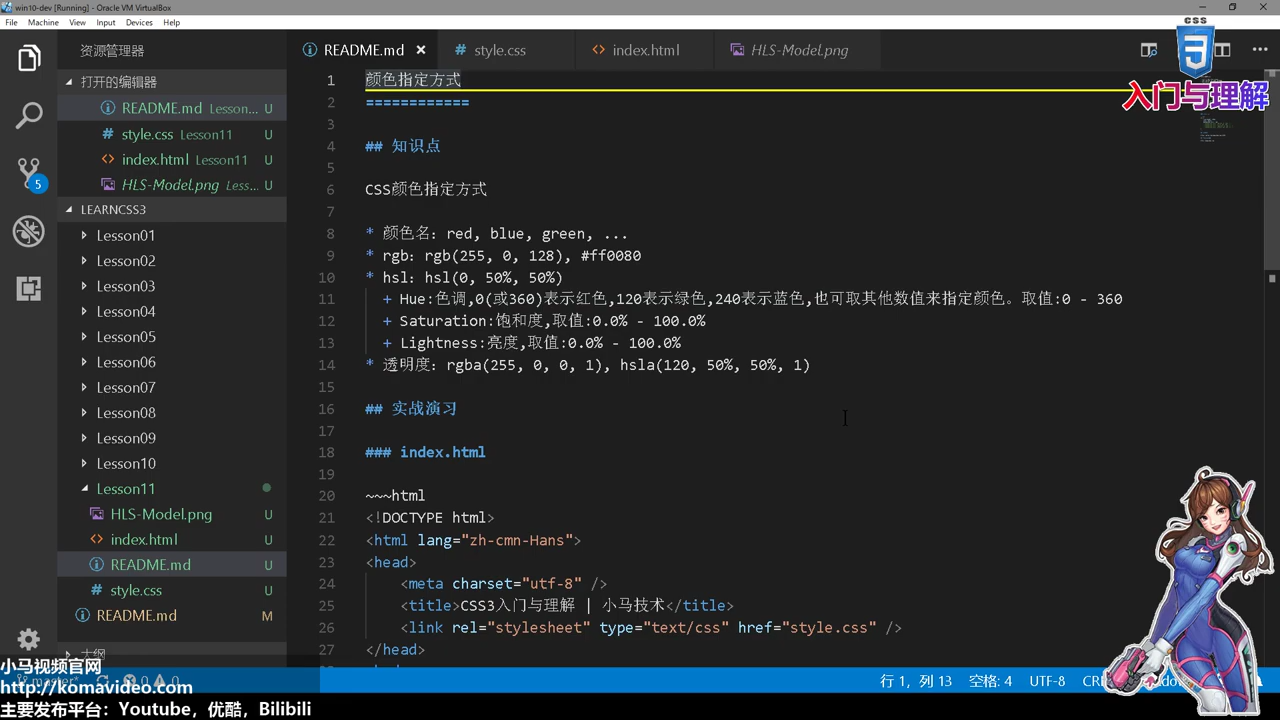 win10-dev [Running] - Oracle VM VirtualBox
File Machine View Input Devices Help
资源管理器
README.md
style.css
index.html
HLS-Model.png
CSS
入门与理解
打开的编辑器
README.md Lesson... U
style.css Lesson11 U
index.html Lesson11 U
HLS-Model.png Less... U
5
LEARNCSS3
Lesson01
Lesson02
Lesson03
Lesson04
Lesson05
Lesson06
Lesson07
Lesson08
Lesson09
Lesson10
Lesson11
HLS-Model.png U
index.html U
README.md U
style.css U
README.md M
大纲
1 颜色指定方式
2 ============
3
4 ## 知识点
5
6 CSS颜色指定方式
7
8 * 颜色名: red, blue, green, ...
9 * rgb: rgb(255, 0, 128), #ff0080
10 * hsl: hsl(0, 50%, 50%)
11 + Hue:色调,0(或360)表示红色,120表示绿色,240表示蓝色,也可取其他数值来指定颜色。取值:0 - 360
12 + Saturation:饱和度,取值:0.0% - 100.0%
13 + Lightness:亮度,取值:0.0% - 100.0%
14 * 透明度: rgba(255, 0, 0, 1), hsla(120, 50%, 50%, 1)
15
16 ## 实战演习
17
18 ### index.html
19
20 ~~~html
21 <!DOCTYPE html>
22 <html lang="zh-cmn-Hans">
23 <head>
24 <meta charset="utf-8" />
25 <title>CSS3入门与理解 | 小马技术</title>
26 <link rel="stylesheet" type="text/css" href="style.css" />
27 </head>
小马视频官网
http://komavideo.com
主要发布平台: Youtube, 优酷, Bilibili
master* 0 0
行 1, 列 13 空格: 4 UTF-8